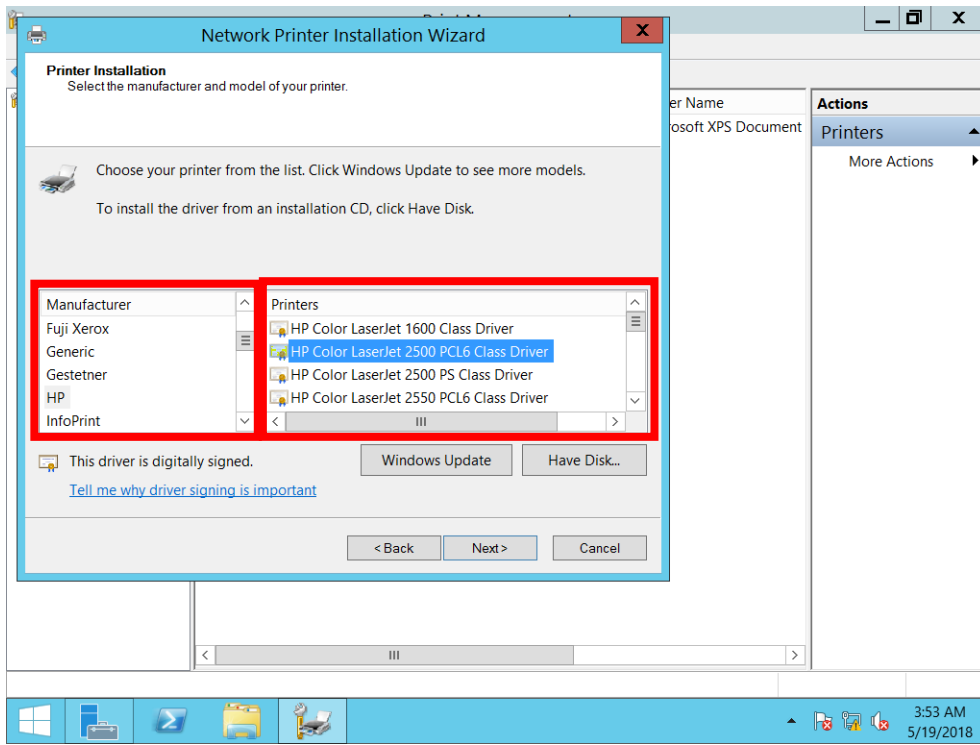 Network Printer Installation Wizard
X
X
Printer Installation
Select the manufacturer and model of your printer.
er Name
rosoft XPS Document
Actions
Printers
More Actions
Choose your printer from the list. Click Windows Update to see more models.
To install the driver from an installation CD, click Have Disk.
Manufacturer
Fuji Xerox
Generic
Gestetner
HP
InfoPrint
Printers
HP Color LaserJet 1600 Class Driver
HP Color LaserJet 2500 PCL6 Class Driver
HP Color LaserJet 2500 PS Class Driver
HP Color LaserJet 2550 PCL6 Class Driver
This driver is digitally signed.
Tell me why driver signing is important
Windows Update
Have Disk...
< Back
Next >
Cancel
3:53 AM
5/19/2018